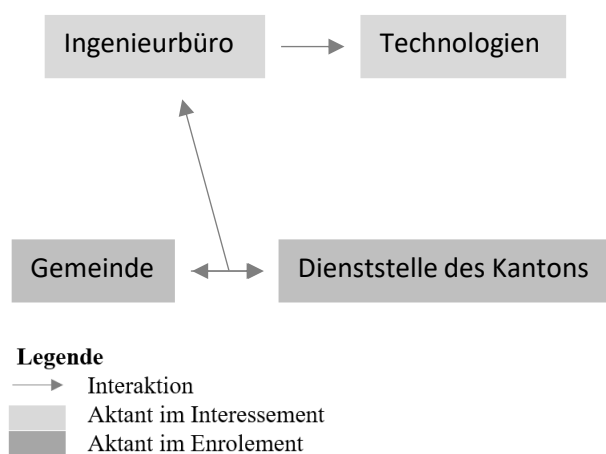 Ingenieurbüro
Technologien
Gemeinde
Dienststelle des Kantons
Legende
Interaktion
Aktant im Interessement
Aktant im Enrolement